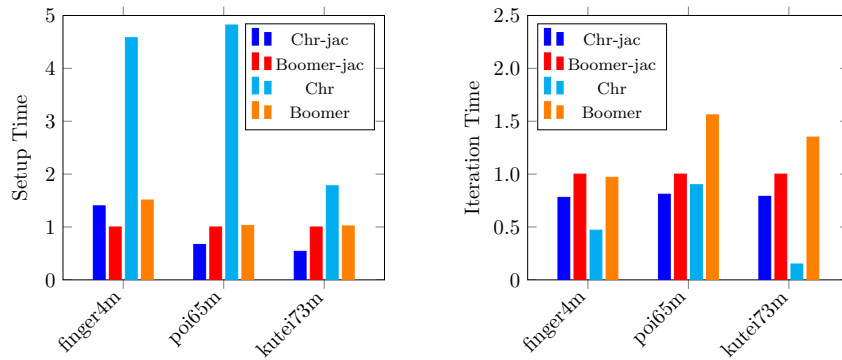 Setup Time
5
4
3
2
1
0
Chr-jac
Boomer-jac
Chr
Boomer
finger4m
poi65m
kutei73m
Iteration Time
2.5
2.0
1.5
1.0
0.5
0
Chr-jac
Boomer-jac
Chr
Boomer
finger4m
poi65m
kutei73m